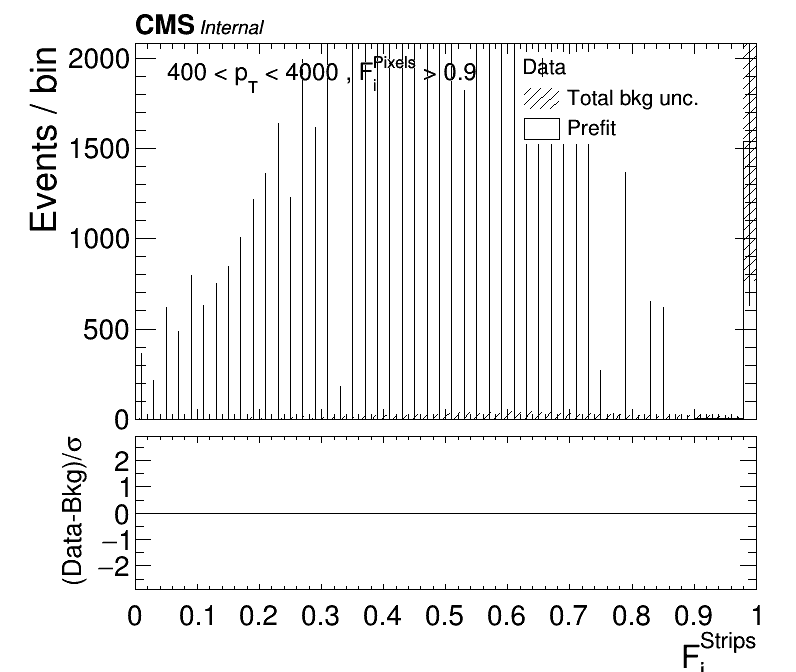 CMS Internal
400 < p_T < 4000 , F_i^Pixels > 0.9
Data
Total bkg unc.
Prefit
Events / bin
2000
1500
1000
500
0
(Data-Bkg)/σ
2
1
0
−1
−2
0 0.1 0.2 0.3 0.4 0.5 0.6 0.7 0.8 0.9 1
F_i^Strips